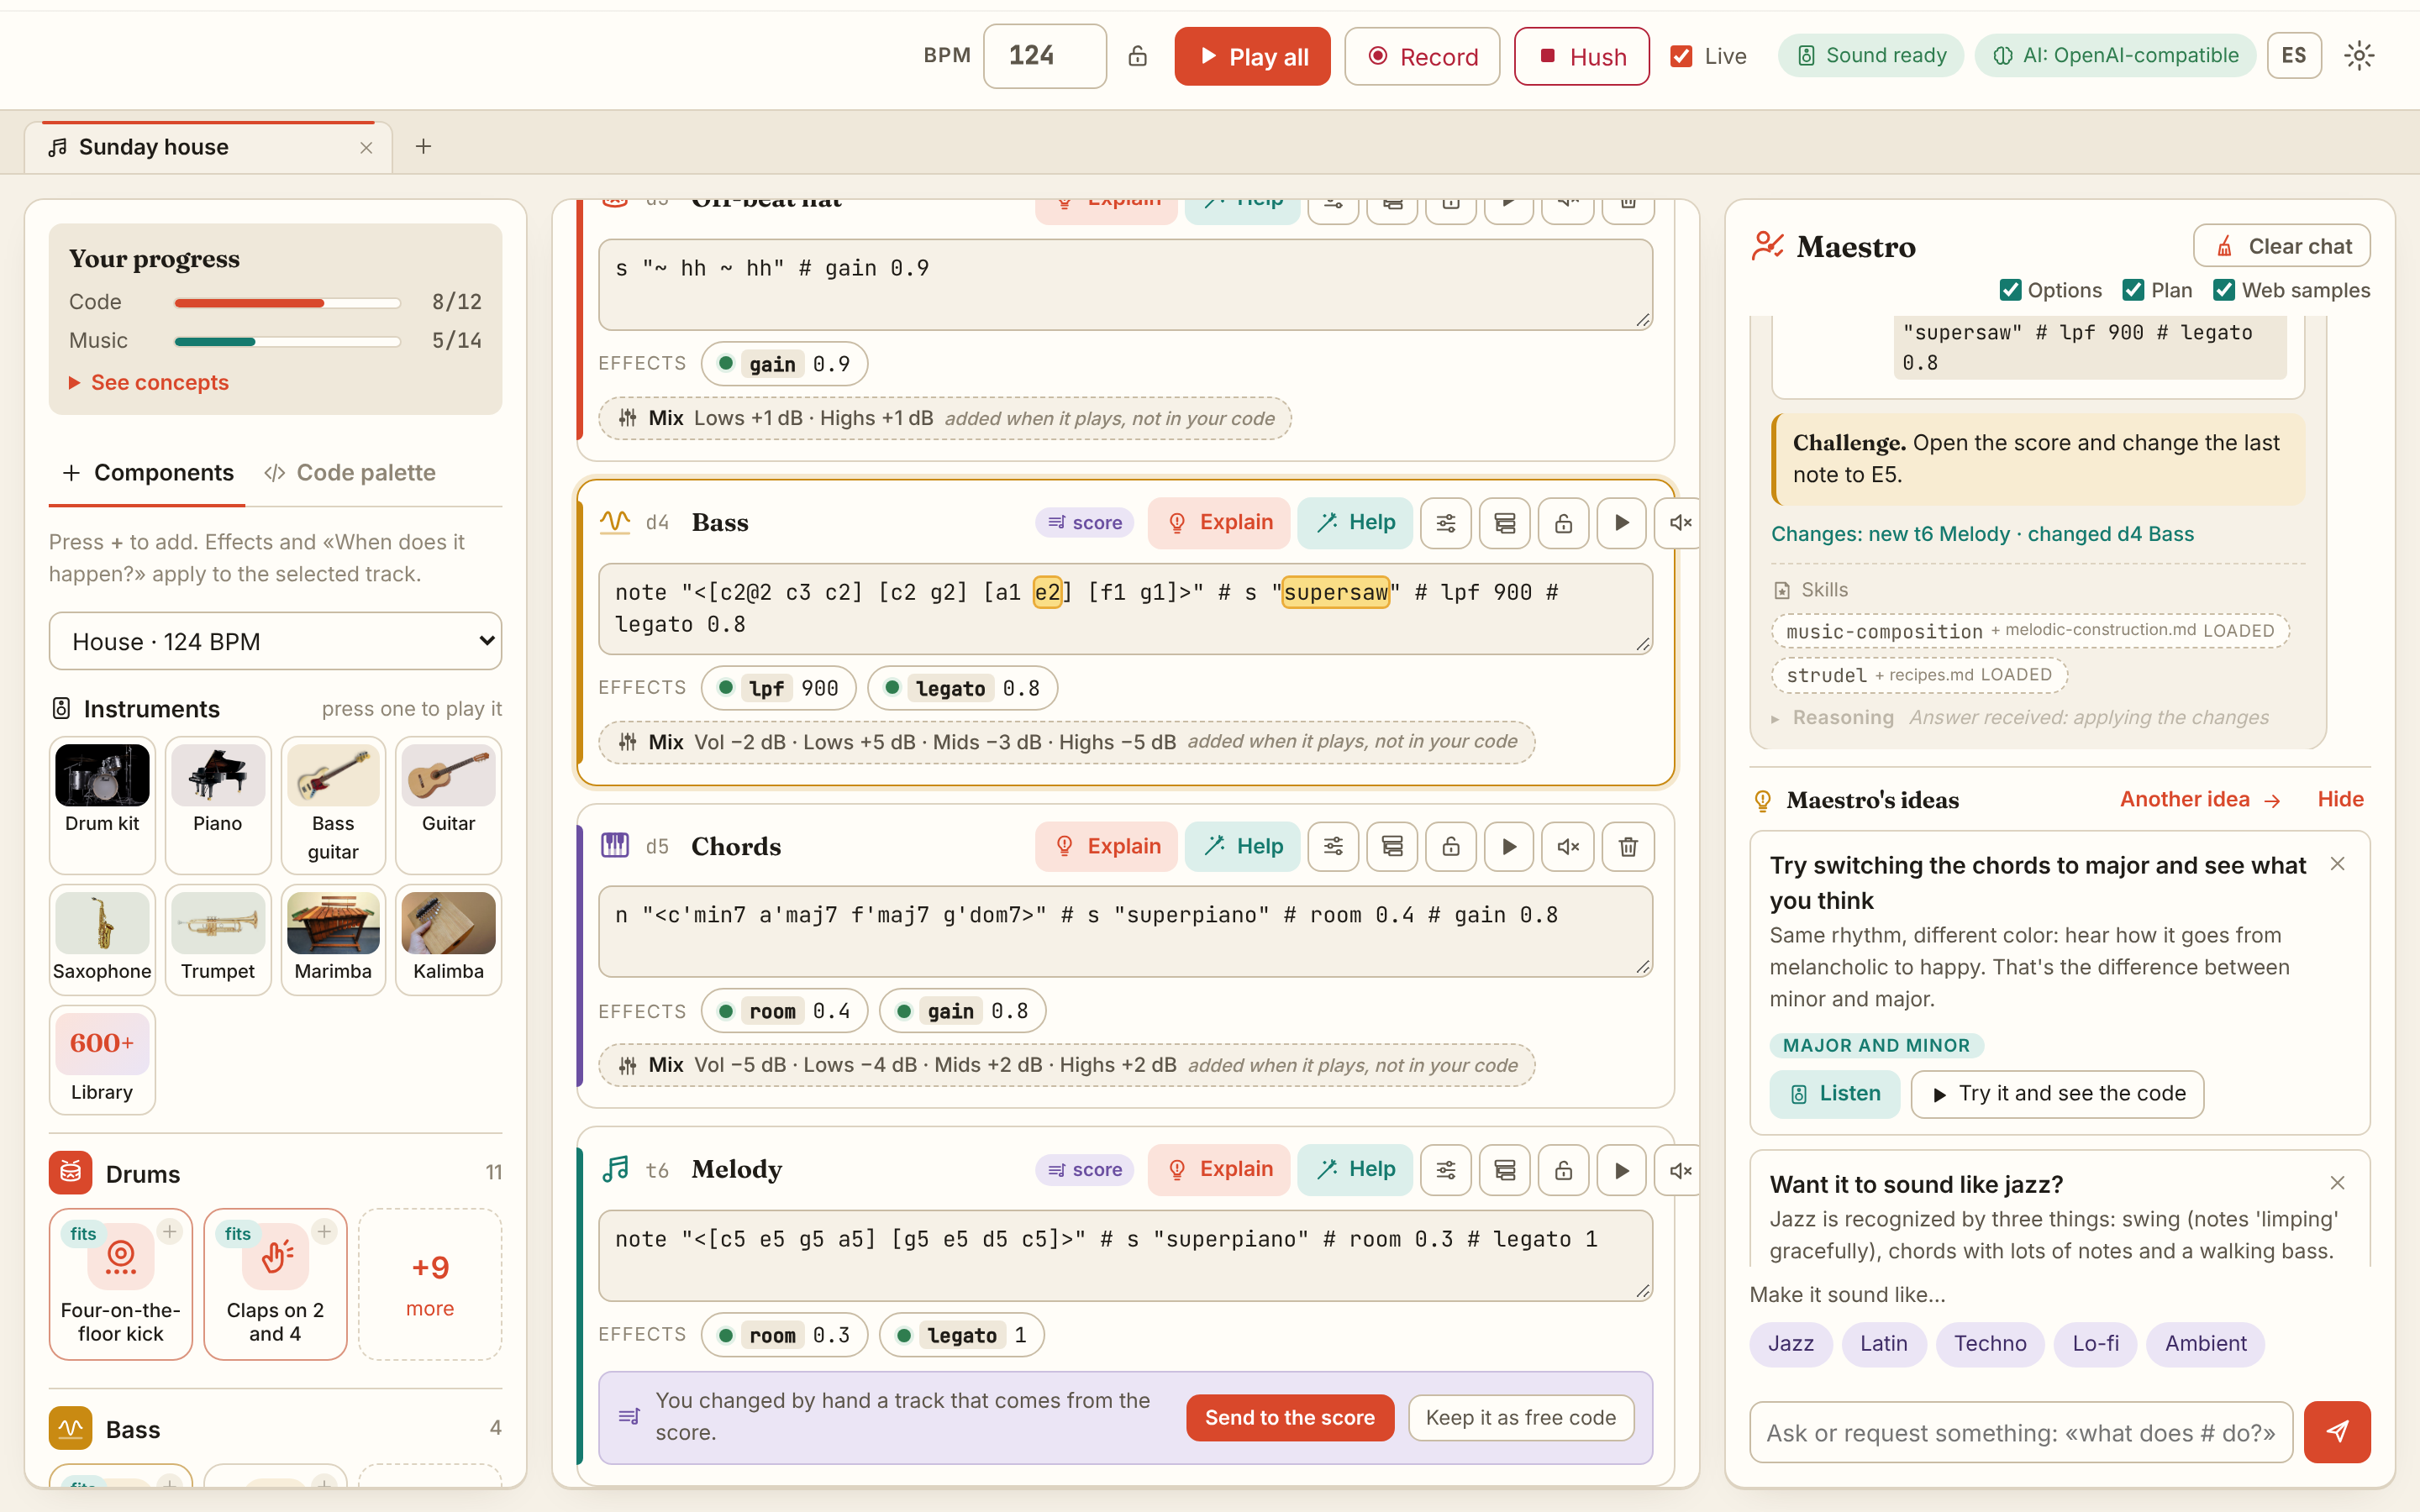 BPM
124
Play all
Record
Hush
Live
Sound ready
AI: OpenAI-compatible
ES
Sunday house
Your progress
Code
8/12
Music
5/14
See concepts
Components
Code palette
Press + to add. Effects and «When does it
happen?» apply to the selected track.
House · 124 BPM
Instruments
press one to play it
Drum kit
Piano
Bass
guitar
Guitar
Saxophone
Trumpet
Marimba
Kalimba
600+
Library
Drums
11
fits
Four-on-the-
floor kick
fits
Claps on 2
and 4
+9
more
Bass
4
fits
d3
Off-beat hat
Explain
Help
s "~ hh ~ hh" # gain 0.9
EFFECTS
gain 0.9
Mix Lows +1 dB · Highs +1 dB added when it plays, not in your code
d4
Bass
score
Explain
Help
note "<[c2@2 c3 c2] [c2 g2] [a1 e2] [f1 g1]>" # s "supersaw" # lpf 900 #
legato 0.8
EFFECTS
lpf 900
legato 0.8
Mix Vol −2 dB · Lows +5 dB · Mids −3 dB · Highs −5 dB added when it plays, not in your code
d5
Chords
Explain
Help
n "<c'min7 a'maj7 f'maj7 g'dom7>" # s "superpiano" # room 0.4 # gain 0.8
EFFECTS
room 0.4
gain 0.8
Mix Vol −5 dB · Lows −4 dB · Mids +2 dB · Highs +2 dB added when it plays, not in your code
t6
Melody
score
Explain
Help
note "<[c5 e5 g5 a5] [g5 e5 d5 c5]>" # s "superpiano" # room 0.3 # legato 1
EFFECTS
room 0.3
legato 1
You changed by hand a track that comes from the
score.
Send to the score
Keep it as free code
Maestro
Clear chat
Options
Plan
Web samples
"supersaw" # lpf 900 # legato
0.8
Challenge. Open the score and change the last
note to E5.
Changes: new t6 Melody · changed d4 Bass
Skills
music-composition + melodic-construction.md LOADED
strudel + recipes.md LOADED
Reasoning Answer received: applying the changes
Maestro's ideas
Another idea →
Hide
Try switching the chords to major and see what
you think
Same rhythm, different color: hear how it goes from
melancholic to happy. That's the difference between
minor and major.
MAJOR AND MINOR
Listen
Try it and see the code
Want it to sound like jazz?
Jazz is recognized by three things: swing (notes 'limping'
gracefully), chords with lots of notes and a walking bass.
Make it sound like...
Jazz
Latin
Techno
Lo-fi
Ambient
Ask or request something: «what does # do?»